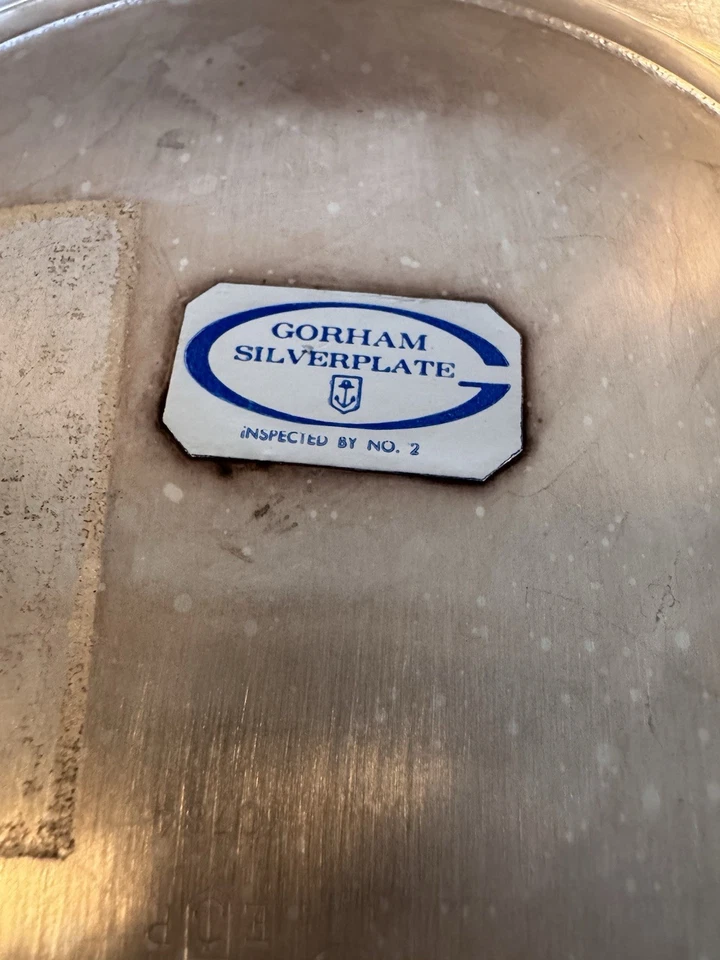 GORHAM
SILVERPLATE
INSPECTED BY NO. 2